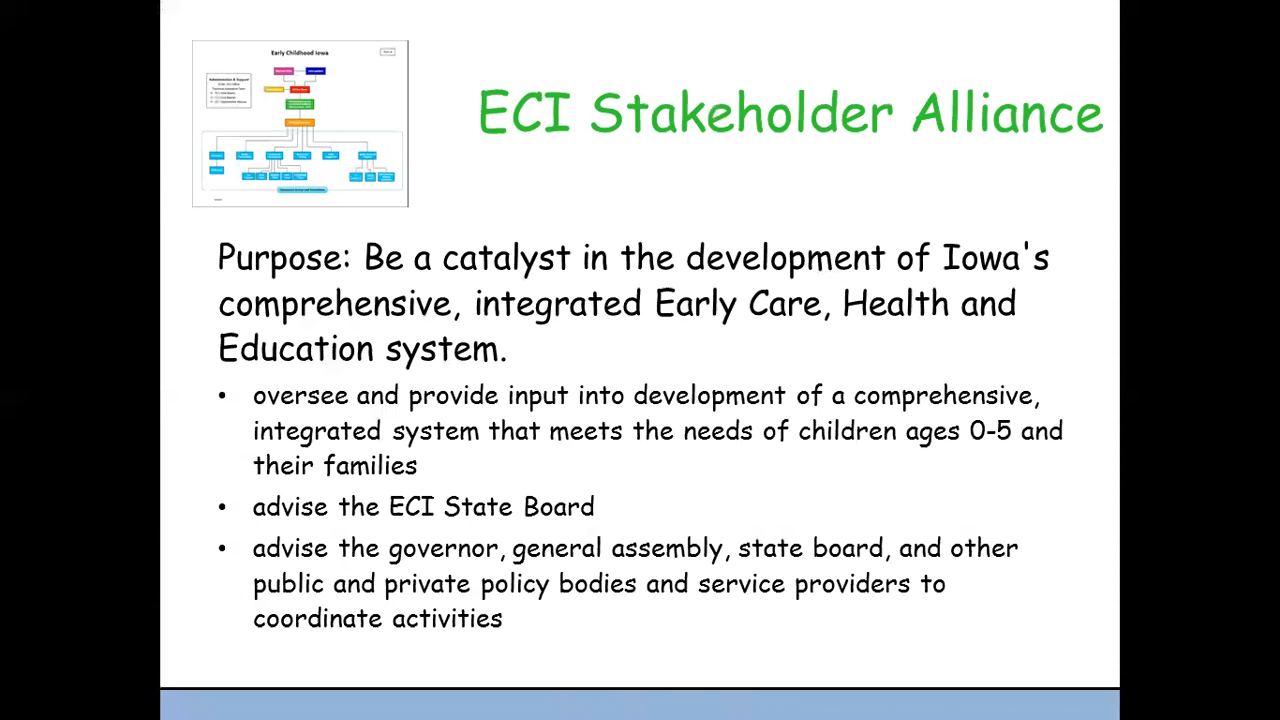 Early Childhood Iowa
ECI Stakeholder Alliance
Purpose: Be a catalyst in the development of Iowa's
comprehensive, integrated Early Care, Health and
Education system.
• oversee and provide input into development of a comprehensive,
integrated system that meets the needs of children ages 0-5 and
their families
• advise the ECI State Board
• advise the governor, general assembly, state board, and other
public and private policy bodies and service providers to
coordinate activities